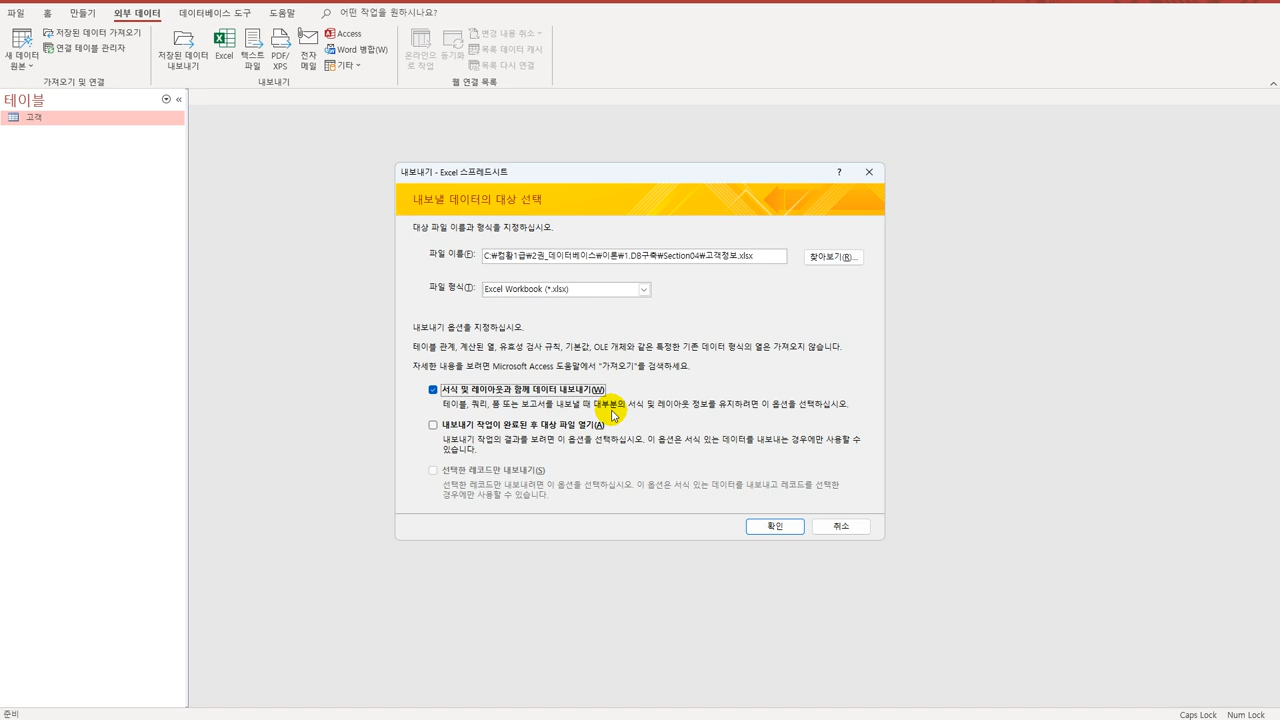 파일 홈 만들기 외부 데이터 데이터베이스 도구 도움말 어떤 작업을 원하시나요?
새 데이터 원본
저장된 데이터 가져오기
연결 테이블 관리자
가져오기 및 연결
저장된 데이터 내보내기
Excel
텍스트 파일
PDF/XPS
전자 메일
Access
Word 병합(W)
기타
내보내기
온라인으로 작업
동기화
변경 내용 취소
목록 데이터 캐시
목록 다시 연결
웹 연결 목록
테이블
고객
내보내기 - Excel 스프레드시트
내보낼 데이터의 대상 선택
대상 파일 이름과 형식을 지정하십시오.
파일 이름(F): C:₩컴활1급₩2권_데이터베이스₩이론₩1.DB구축₩Section04₩고객정보.xlsx 찾아보기(R)...
파일 형식(T): Excel Workbook (*.xlsx)
내보내기 옵션을 지정하십시오.
테이블 관계, 계산된 열, 유효성 검사 규칙, 기본값, OLE 개체와 같은 특정한 기존 데이터 형식의 열은 가져오지 않습니다.
자세한 내용을 보려면 Microsoft Access 도움말에서 "가져오기"를 검색하세요.
서식 및 레이아웃과 함께 데이터 내보내기(W)
테이블, 쿼리, 폼 또는 보고서를 내보낼 때 대부분의 서식 및 레이아웃 정보를 유지하려면 이 옵션을 선택하십시오.
내보내기 작업이 완료된 후 대상 파일 열기(A)
내보내기 작업의 결과를 보려면 이 옵션을 선택하십시오. 이 옵션은 서식 있는 데이터를 내보내는 경우에만 사용할 수
있습니다.
선택한 레코드만 내보내기(S)
선택한 레코드만 내보내려면 이 옵션을 선택하십시오. 이 옵션은 서식 있는 데이터를 내보내고 레코드를 선택한
경우에만 사용할 수 있습니다.
확인 취소
준비 Caps Lock Num Lock